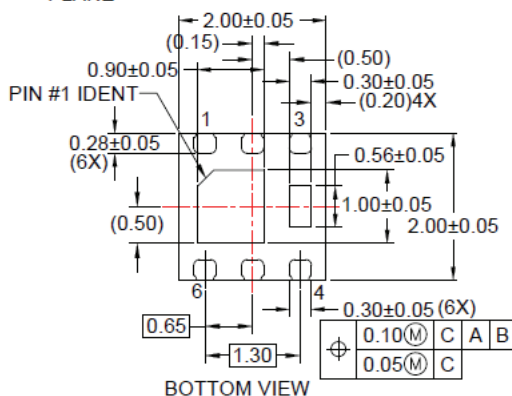 2.00±0.05
(0.15)
(0.50)
0.90±0.05
0.30±0.05
PIN #1 IDENT
(0.20)4X
1
3
0.28±0.05
(6X)
0.56±0.05
1.00±0.05
(0.50)
2.00±0.05
6
4
0.30±0.05 (6X)
0.65
0.10Ⓜ C A B
1.30
0.05Ⓜ C
BOTTOM VIEW